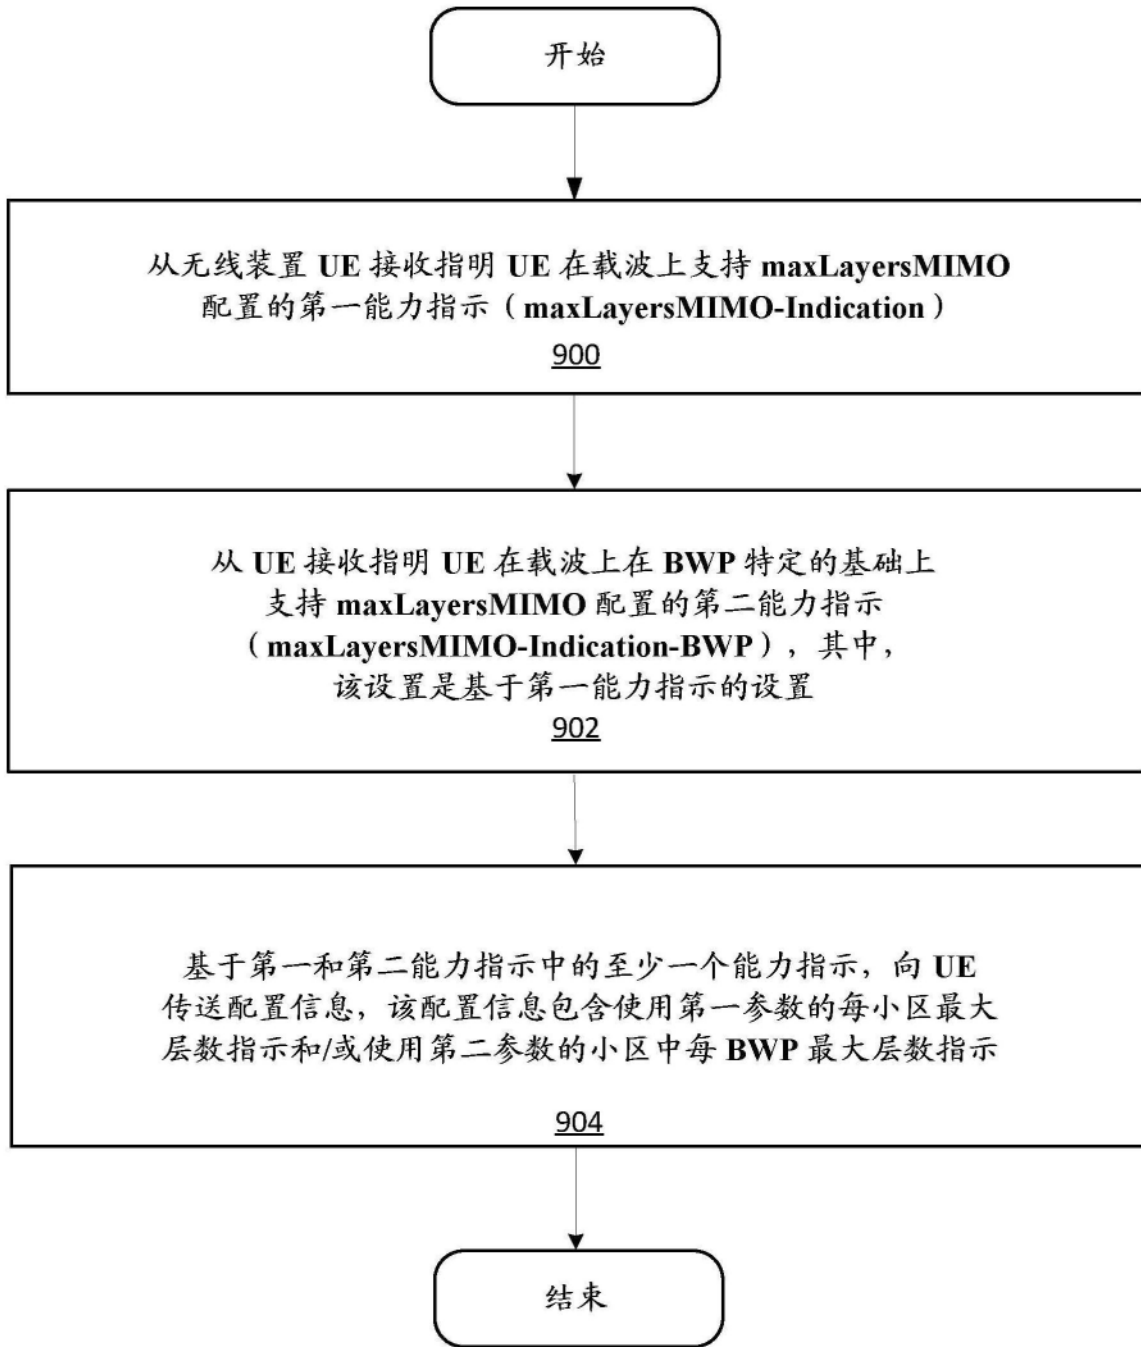 开始
从无线装置 UE 接收指明 UE 在载波上支持 maxLayersMIMO
配置的第一能力指示（maxLayersMIMO-Indication）
900
从 UE 接收指明 UE 在载波上在 BWP 特定的基础上
支持 maxLayersMIMO 配置的第二能力指示
（maxLayersMIMO-Indication-BWP），其中，
该设置是基于第一能力指示的设置
902
基于第一和第二能力指示中的至少一个能力指示，向 UE
传送配置信息，该配置信息包含使用第一参数的每小区最大
层数指示和/或使用第二参数的小区中每 BWP 最大层数指示
904
结束